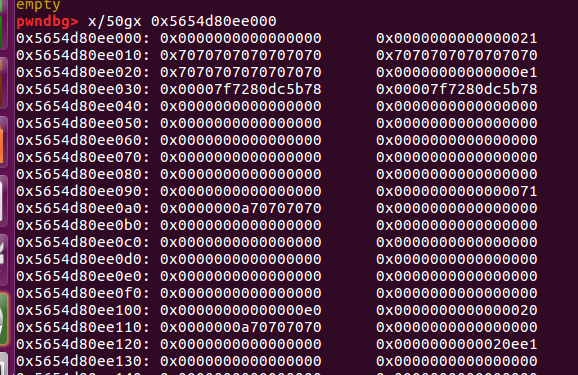 empty
pwndbg> x/50gx 0x5654d80ee000
0x5654d80ee000: 0x0000000000000000 0x0000000000000021
0x5654d80ee010: 0x7070707070707070 0x7070707070707070
0x5654d80ee020: 0x7070707070707070 0x00000000000000e1
0x5654d80ee030: 0x00007f7280dc5b78 0x00007f7280dc5b78
0x5654d80ee040: 0x0000000000000000 0x0000000000000000
0x5654d80ee050: 0x0000000000000000 0x0000000000000000
0x5654d80ee060: 0x0000000000000000 0x0000000000000000
0x5654d80ee070: 0x0000000000000000 0x0000000000000000
0x5654d80ee080: 0x0000000000000000 0x0000000000000000
0x5654d80ee090: 0x0000000000000000 0x0000000000000071
0x5654d80ee0a0: 0x0000000a70707070 0x0000000000000000
0x5654d80ee0b0: 0x0000000000000000 0x0000000000000000
0x5654d80ee0c0: 0x0000000000000000 0x0000000000000000
0x5654d80ee0d0: 0x0000000000000000 0x0000000000000000
0x5654d80ee0e0: 0x0000000000000000 0x0000000000000000
0x5654d80ee0f0: 0x0000000000000000 0x0000000000000000
0x5654d80ee100: 0x00000000000000e0 0x0000000000000020
0x5654d80ee110: 0x0000000a70707070 0x0000000000000000
0x5654d80ee120: 0x0000000000000000 0x0000000000020ee1
0x5654d80ee130: 0x0000000000000000 0x0000000000000000